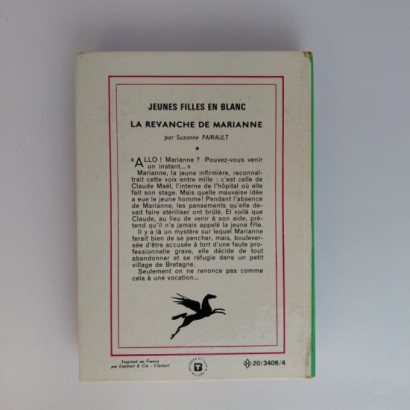 JEUNES FILLES EN BLANC
LA REVANCHE DE MARIANNE
par Suzanne PAIRAULT
*
« ALLO ! Marianne ? Pouvez-vous venir
un instant... »
Marianne, la jeune infirmière, reconnaî-
trait cette voix entre mille : c'est celle de
Claude Maël, l'interne de l'hôpital où elle
fait son stage. Mais quelle mauvaise idée
a eue le jeune homme! Pendant l'absence
de Marianne, les pansements qu'elle de-
vait faire stériliser ont brûlé. Et voilà que
Claude, au lieu de venir à son aide, pré-
tend qu'il n'a jamais appelé la jeune fille.
Il y a là un mystère sur lequel Marianne
ferait bien de se pencher, mais, boulever-
sée d'être accusée à tort d'une faute pro-
fessionnelle grave, elle décide de tout
abandonner et se réfugie dans un petit
village de Bretagne.
Seulement on ne renonce pas comme
cela à une vocation...
Imprimé en France
par Lienhart & Cie - Clamart
T
H 20/3408/4